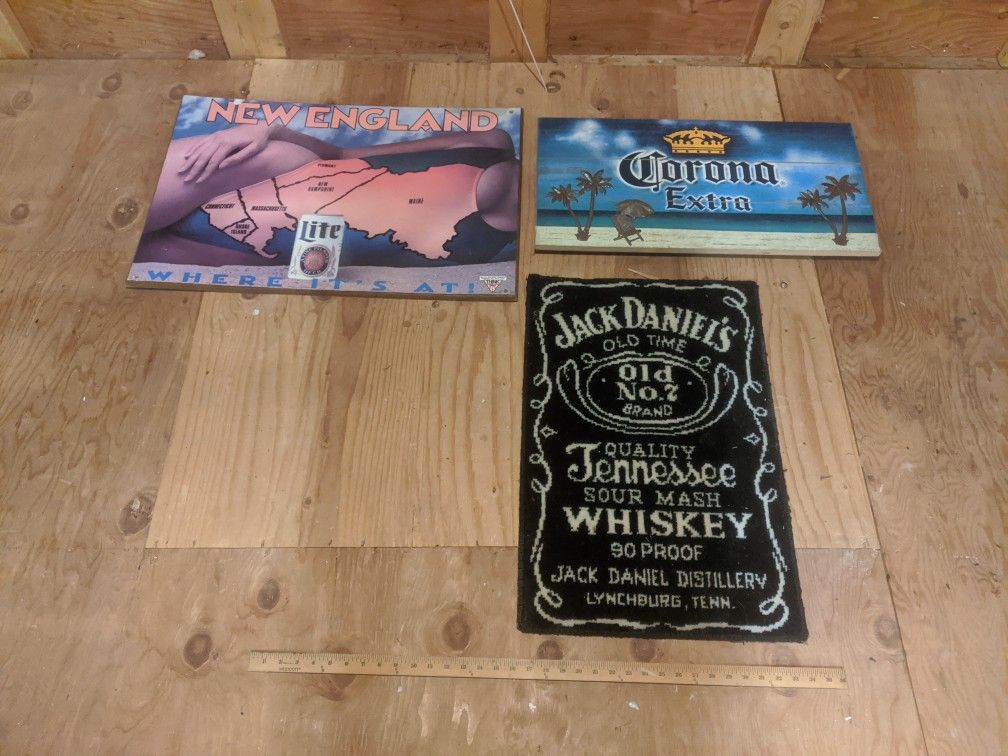 NEW ENGLAND
VERMONT
NEW
HAMPSHIRE
MAINE
CONNECTICUT
MASSACHUSETTS
RHODE
ISLAND
Lite
WHERE IT'S AT!
THINK
Corona
Extra
JACK DANIEL'S
OLD TIME
Old
No.7
BRAND
QUALITY
Tennessee
SOUR MASH
WHISKEY
90 PROOF
JACK DANIEL DISTILLERY
LYNCHBURG, TENN.